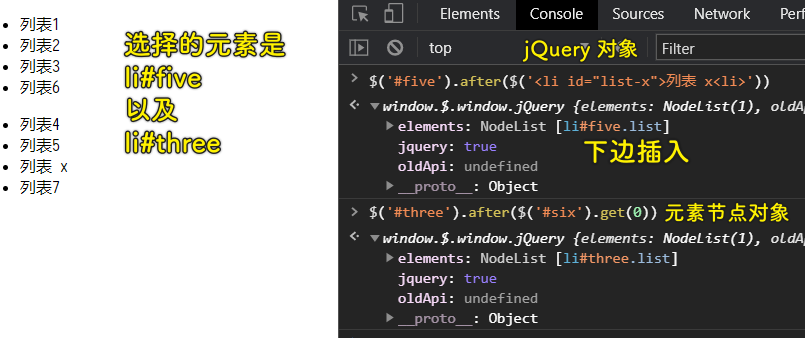 列表1
列表2
列表3
列表6
列表4
列表5
列表 x
列表7
选择的元素是
li#five
以及
li#three
Elements Console Sources Network Perform
top
jQuery 对象
Filter
$('#five').after($('<li id="list-x">列表 x<li>'))
window.$.window.jQuery {elements: NodeList(1), oldAp
elements: NodeList [li#five.list]
jquery: true
下边插入
oldApi: undefined
__proto__: Object
$('#three').after($('#six').get(0))
元素节点对象
window.$.window.jQuery {elements: NodeList(1), oldAp
elements: NodeList [li#three.list]
jquery: true
oldApi: undefined
__proto__: Object